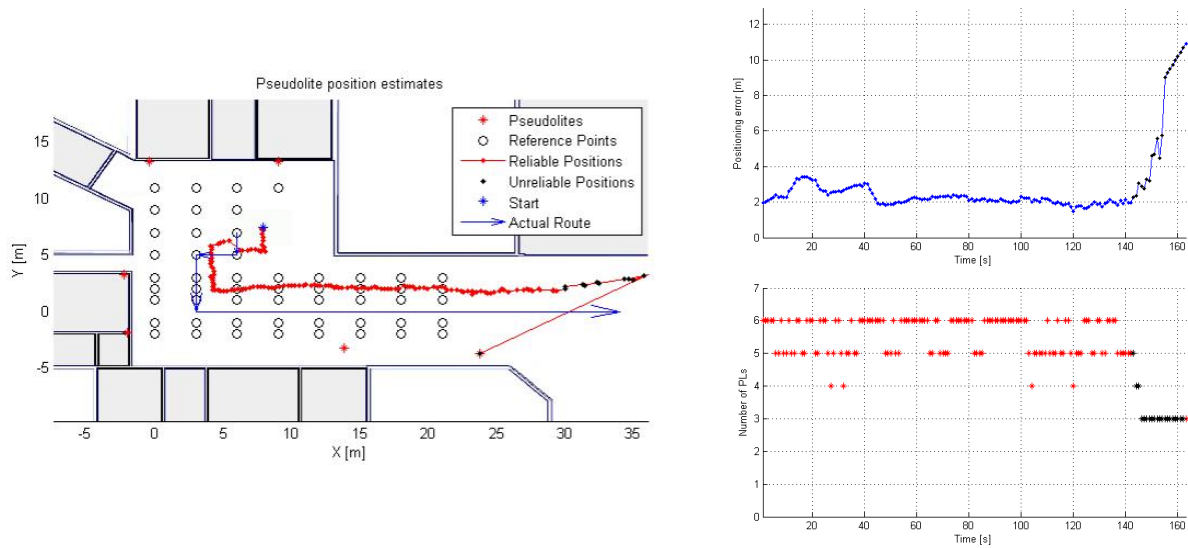 Pseudolite position estimates
Pseudolites
Reference Points
Reliable Positions
Unreliable Positions
Start
Actual Route
15
10
5
0
-5
Y [m]
-5 0 5 10 15 20 25 30 35
X [m]
12
10
8
6
4
2
0
Positioning error [m]
20 40 60 80 100 120 140 160
Time [s]
7
6
5
4
3
2
1
0
Number of PLs
20 40 60 80 100 120 140 160
Time [s]